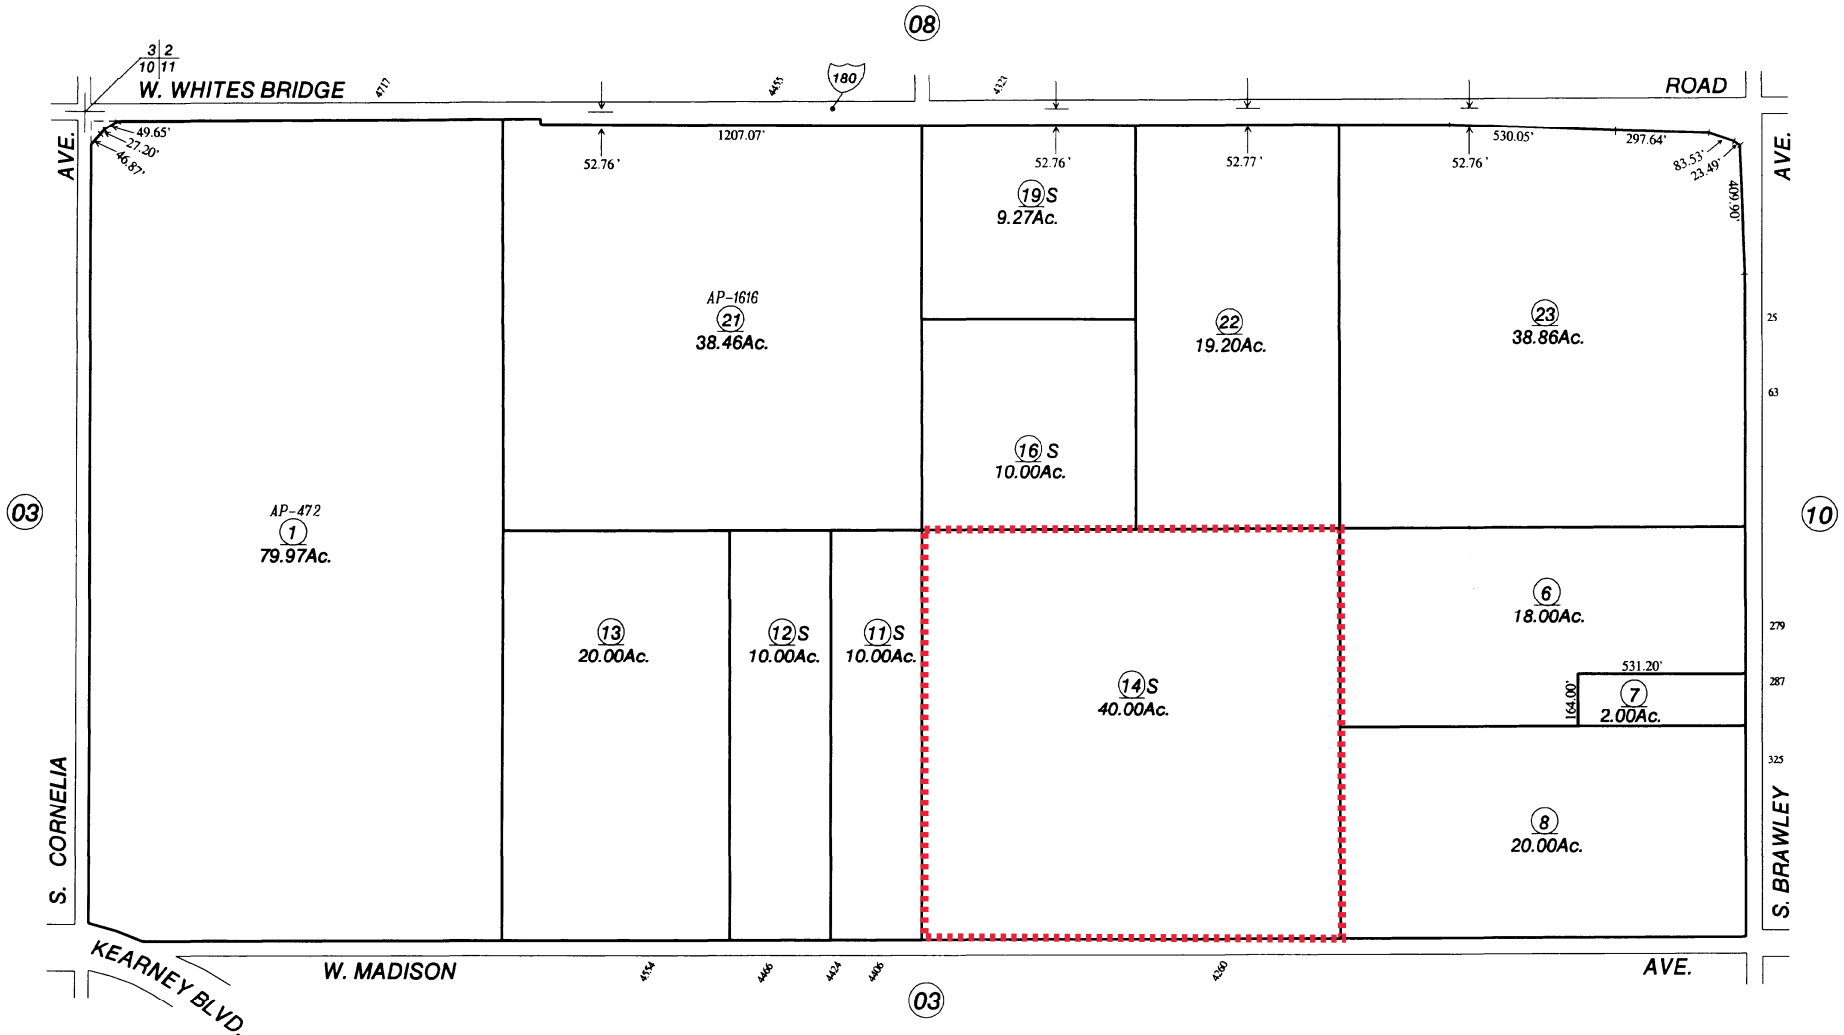 08
3 2
10 11
W. WHITES BRIDGE
4717
4455
180
4323
ROAD
AVE.
49.65'
27.20'
46.87'
52.76'
1207.07'
52.76'
52.77'
52.76'
530.05'
297.64'
83.53'
23.49'
409.90'
AVE.
19 S
9.27Ac.
AP-1616
21
38.46Ac.
22
19.20Ac.
23
38.86Ac.
25
63
16 S
10.00Ac.
03
AP-472
1
79.97Ac.
10
13
20.00Ac.
12 S
10.00Ac.
11 S
10.00Ac.
14 S
40.00Ac.
6
18.00Ac.
279
531.20'
164.00'
7
2.00Ac.
287
325
8
20.00Ac.
S. CORNELIA
S. BRAWLEY
KEARNEY BLVD.
W. MADISON
4554
4466
4424
4406
03
4260
AVE.